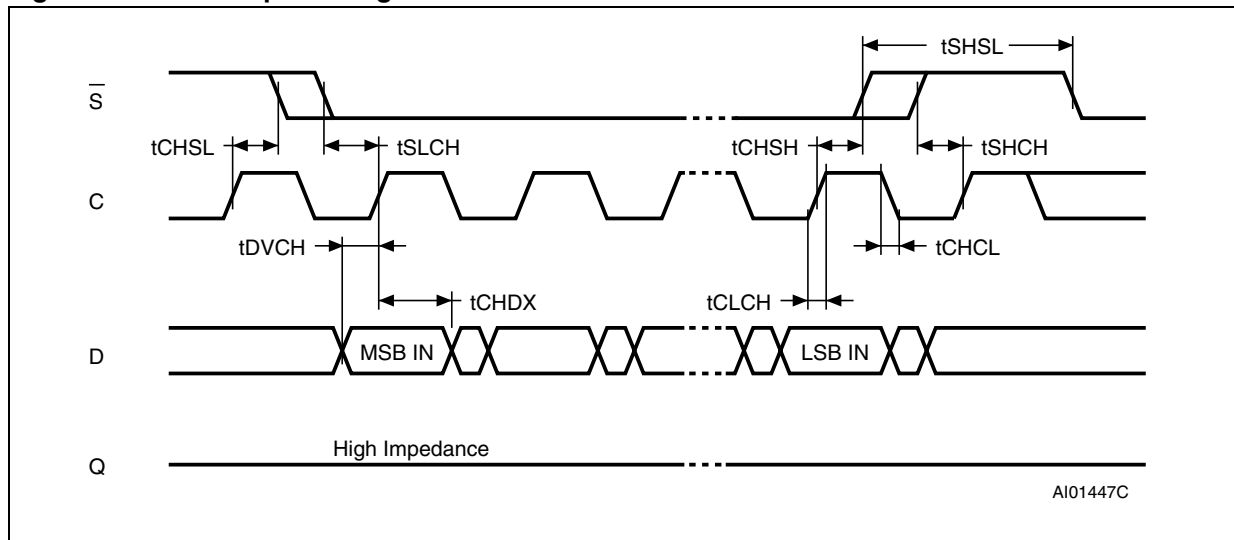 tSHSL
S
tCHSL
tSLCH
tCHSH
tSHCH
C
tDVCH
tCHCL
tCHDX
tCLCH
D
MSB IN
LSB IN
High Impedance
Q
AI01447C